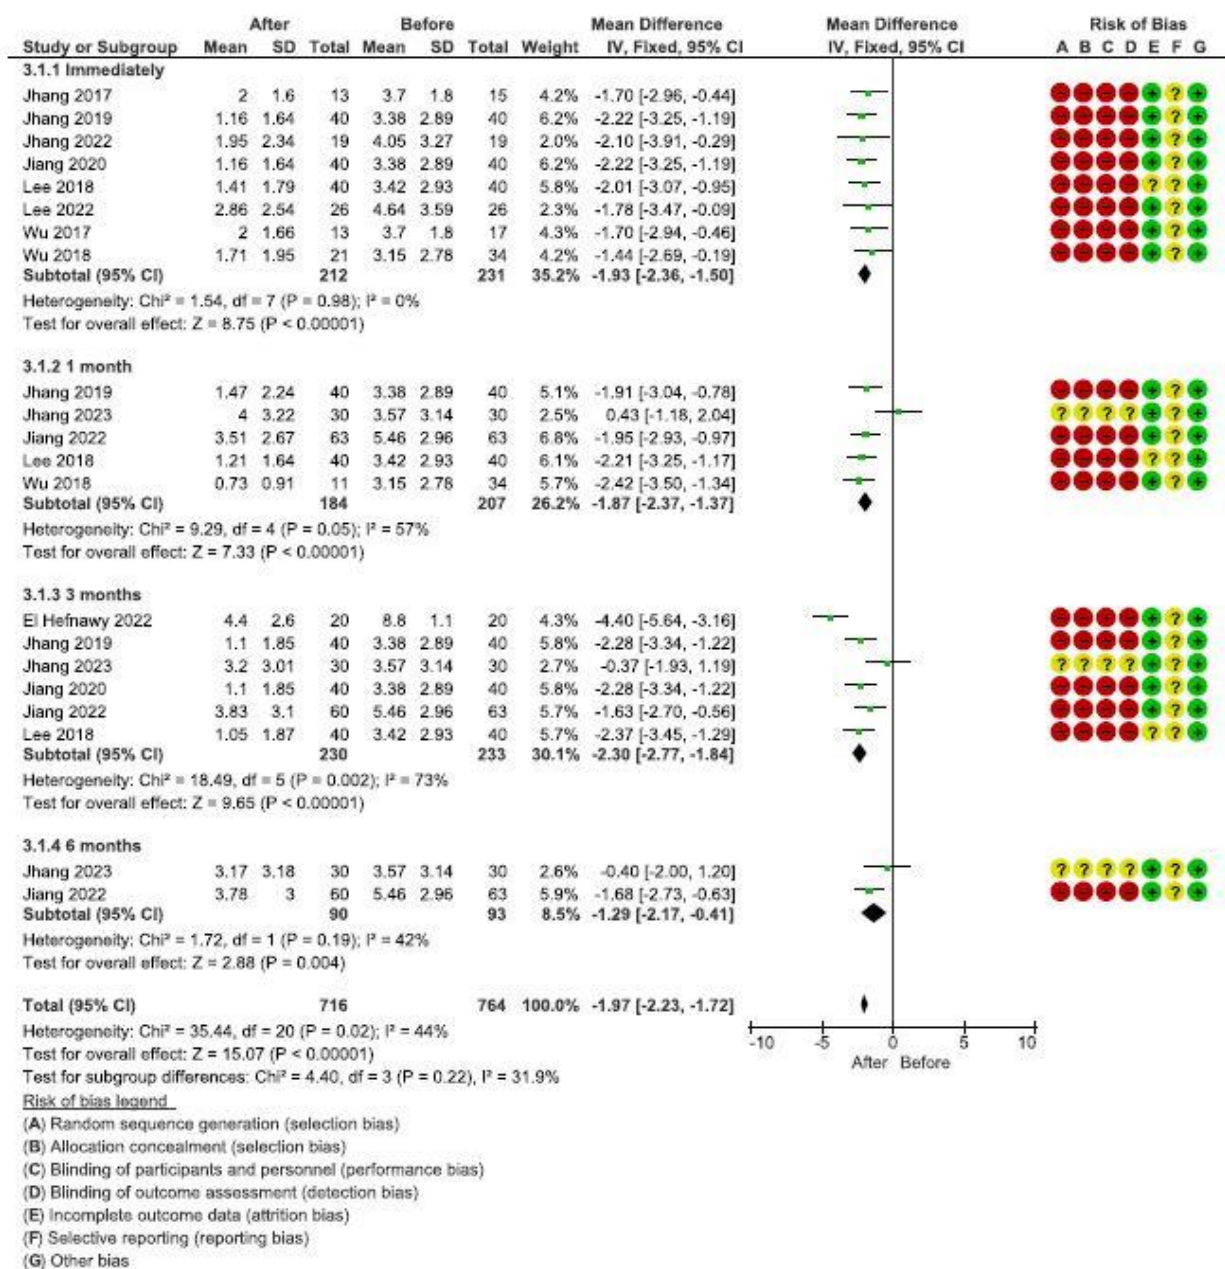 After Before Mean Difference Mean Difference Risk of Bias
Study or Subgroup Mean SD Total Mean SD Total Weight IV, Fixed, 95% CI IV, Fixed, 95% CI A B C D E F G
3.1.1 Immediately
Jhang 2017 2 1.6 13 3.7 1.8 15 4.2% -1.70 [-2.96, -0.44] − − − − + ? +
Jhang 2019 1.16 1.64 40 3.38 2.89 40 6.2% -2.22 [-3.25, -1.19] − − − − + ? +
Jhang 2022 1.95 2.34 19 4.05 3.27 19 2.0% -2.10 [-3.91, -0.29] − − − − + ? +
Jiang 2020 1.16 1.64 40 3.38 2.89 40 6.2% -2.22 [-3.25, -1.19] − − − − + ? +
Lee 2018 1.41 1.79 40 3.42 2.93 40 5.8% -2.01 [-3.07, -0.95] − − − − ? ? +
Lee 2022 2.86 2.54 26 4.64 3.59 26 2.3% -1.78 [-3.47, -0.09] − − − − + ? +
Wu 2017 2 1.66 13 3.7 1.8 17 4.3% -1.70 [-2.94, -0.46] − − − − + ? +
Wu 2018 1.71 1.95 21 3.15 2.78 34 4.2% -1.44 [-2.69, -0.19] − − − − + ? +
Subtotal (95% CI) 212 231 35.2% -1.93 [-2.36, -1.50]
Heterogeneity: Chi² = 1.54, df = 7 (P = 0.98); I² = 0%
Test for overall effect: Z = 8.75 (P < 0.00001)
3.1.2 1 month
Jhang 2019 1.47 2.24 40 3.38 2.89 40 5.1% -1.91 [-3.04, -0.78] − − − − + ? +
Jhang 2023 4 3.22 30 3.57 3.14 30 2.5% 0.43 [-1.18, 2.04] ? ? ? ? + ? +
Jiang 2022 3.51 2.67 63 5.46 2.96 63 6.8% -1.95 [-2.93, -0.97] − − − − + ? +
Lee 2018 1.21 1.64 40 3.42 2.93 40 6.1% -2.21 [-3.25, -1.17] − − − − ? ? +
Wu 2018 0.73 0.91 11 3.15 2.78 34 5.7% -2.42 [-3.50, -1.34] − − − − + ? +
Subtotal (95% CI) 184 207 26.2% -1.87 [-2.37, -1.37]
Heterogeneity: Chi² = 9.29, df = 4 (P = 0.05); I² = 57%
Test for overall effect: Z = 7.33 (P < 0.00001)
3.1.3 3 months
El Hefnawy 2022 4.4 2.6 20 8.8 1.1 20 4.3% -4.40 [-5.64, -3.16] − − − − + ? +
Jhang 2019 1.1 1.85 40 3.38 2.89 40 5.8% -2.28 [-3.34, -1.22] − − − − + ? +
Jhang 2023 3.2 3.01 30 3.57 3.14 30 2.7% -0.37 [-1.93, 1.19] ? ? ? ? + ? +
Jiang 2020 1.1 1.85 40 3.38 2.89 40 5.8% -2.28 [-3.34, -1.22] − − − − + ? +
Jiang 2022 3.83 3.1 60 5.46 2.96 63 5.7% -1.63 [-2.70, -0.56] − − − − + ? +
Lee 2018 1.05 1.87 40 3.42 2.93 40 5.7% -2.37 [-3.45, -1.29] − − − − ? ? +
Subtotal (95% CI) 230 233 30.1% -2.30 [-2.77, -1.84]
Heterogeneity: Chi² = 18.49, df = 5 (P = 0.002); I² = 73%
Test for overall effect: Z = 9.65 (P < 0.00001)
3.1.4 6 months
Jhang 2023 3.17 3.18 30 3.57 3.14 30 2.6% -0.40 [-2.00, 1.20] ? ? ? ? + ? +
Jiang 2022 3.78 3 60 5.46 2.96 63 5.9% -1.68 [-2.73, -0.63] − − − − + ? +
Subtotal (95% CI) 90 93 8.5% -1.29 [-2.17, -0.41]
Heterogeneity: Chi² = 1.72, df = 1 (P = 0.19); I² = 42%
Test for overall effect: Z = 2.88 (P = 0.004)
Total (95% CI) 716 764 100.0% -1.97 [-2.23, -1.72]
Heterogeneity: Chi² = 35.44, df = 20 (P = 0.02); I² = 44%
Test for overall effect: Z = 15.07 (P < 0.00001)
Test for subgroup differences: Chi² = 4.40, df = 3 (P = 0.22), I² = 31.9%
-10 -5 0 5 10
After Before
Risk of bias legend
(A) Random sequence generation (selection bias)
(B) Allocation concealment (selection bias)
(C) Blinding of participants and personnel (performance bias)
(D) Blinding of outcome assessment (detection bias)
(E) Incomplete outcome data (attrition bias)
(F) Selective reporting (reporting bias)
(G) Other bias